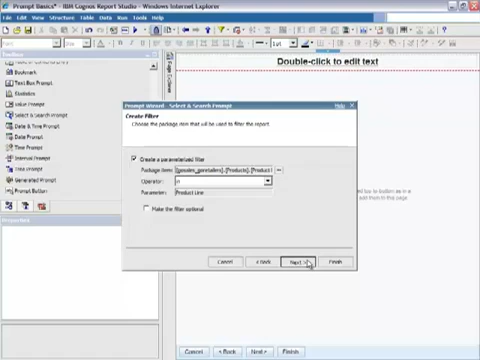 Prompt Basics* - IBM Cognos Report Studio - Windows Internet Explorer
File Edit View Structure Table Data Run Tools Help
Bookmark
Text Box Prompt
Statistics
Value Prompt
Select & Search Prompt
Date & Time Prompt
Date Prompt
Time Prompt
Interval Prompt
Generated Prompt
Prompt Button
Properties
Page Explorer
Double-click to edit text
Prompt Wizard - Select & Search Prompt
Help
Create Filter
Choose the package item that will be used to filter the report.
Create a parameterized filter
Package item:
Operator: in
Parameter: Product Line
Make the filter optional
Cancel < Back Next > Finish
Cancel < Back Next > Finish